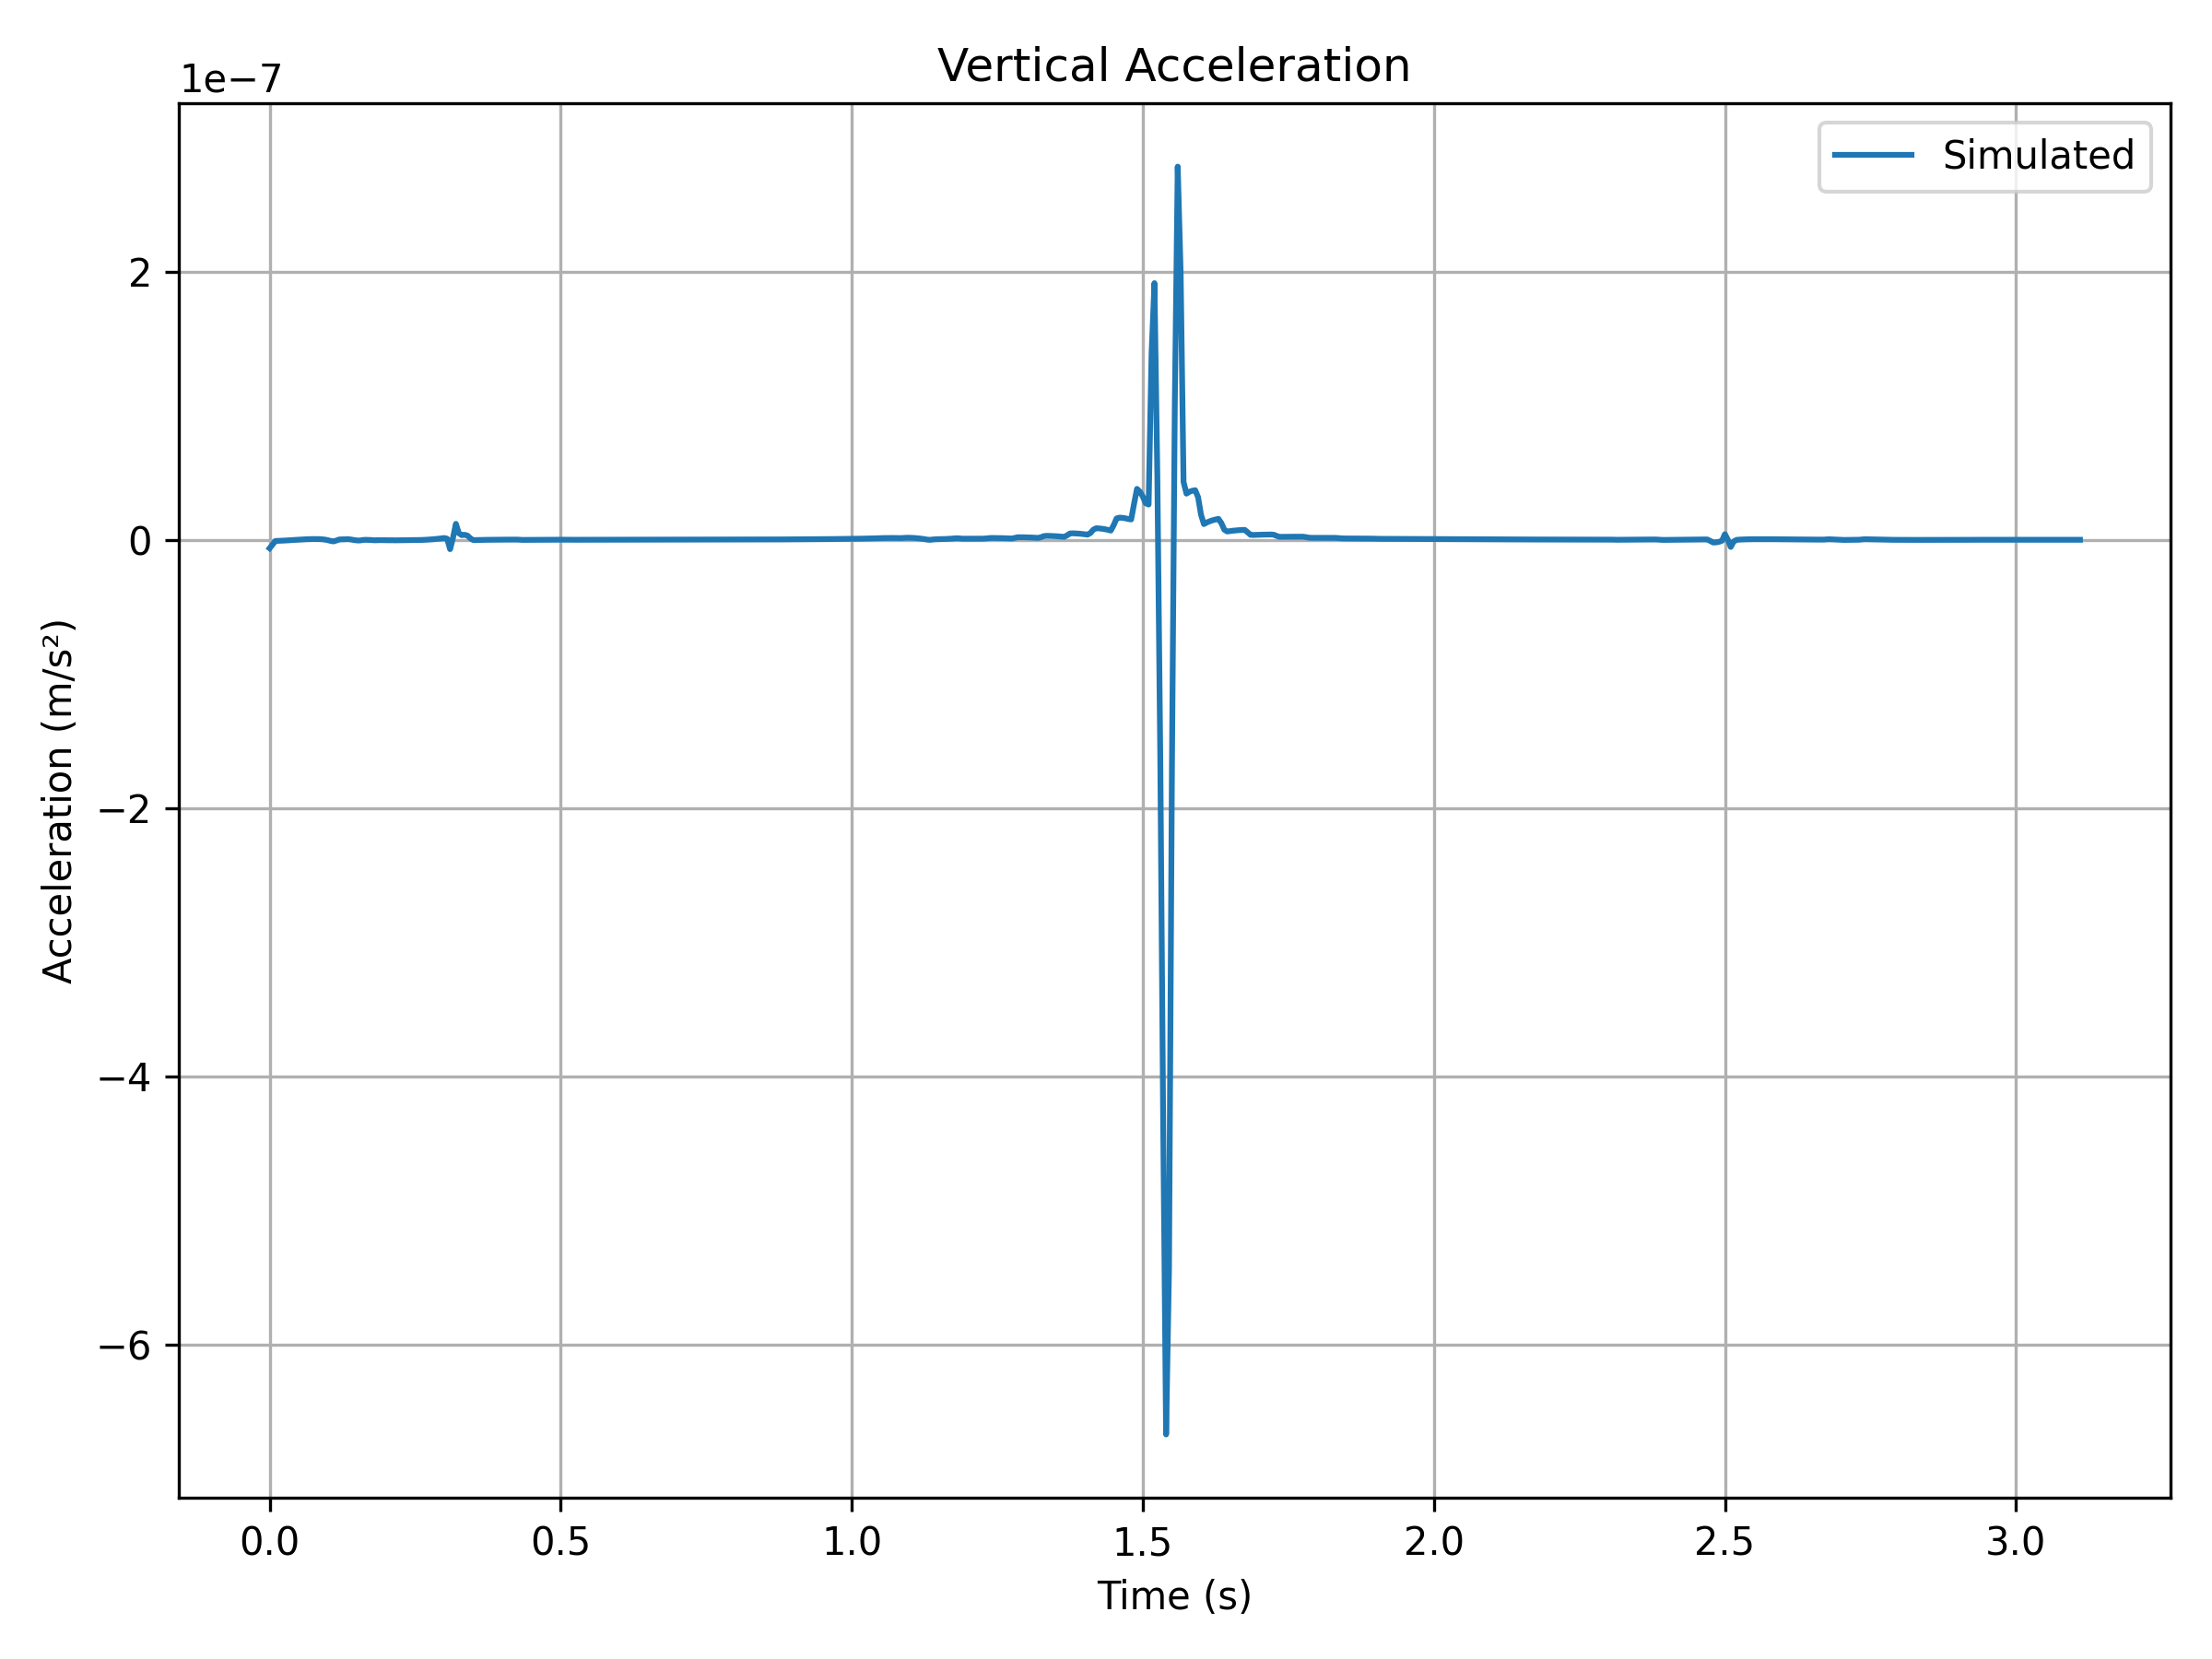 Vertical Acceleration
1e−7
Simulated
2
0
−2
−4
−6
Acceleration (m/s²)
0.0 0.5 1.0 1.5 2.0 2.5 3.0
Time (s)